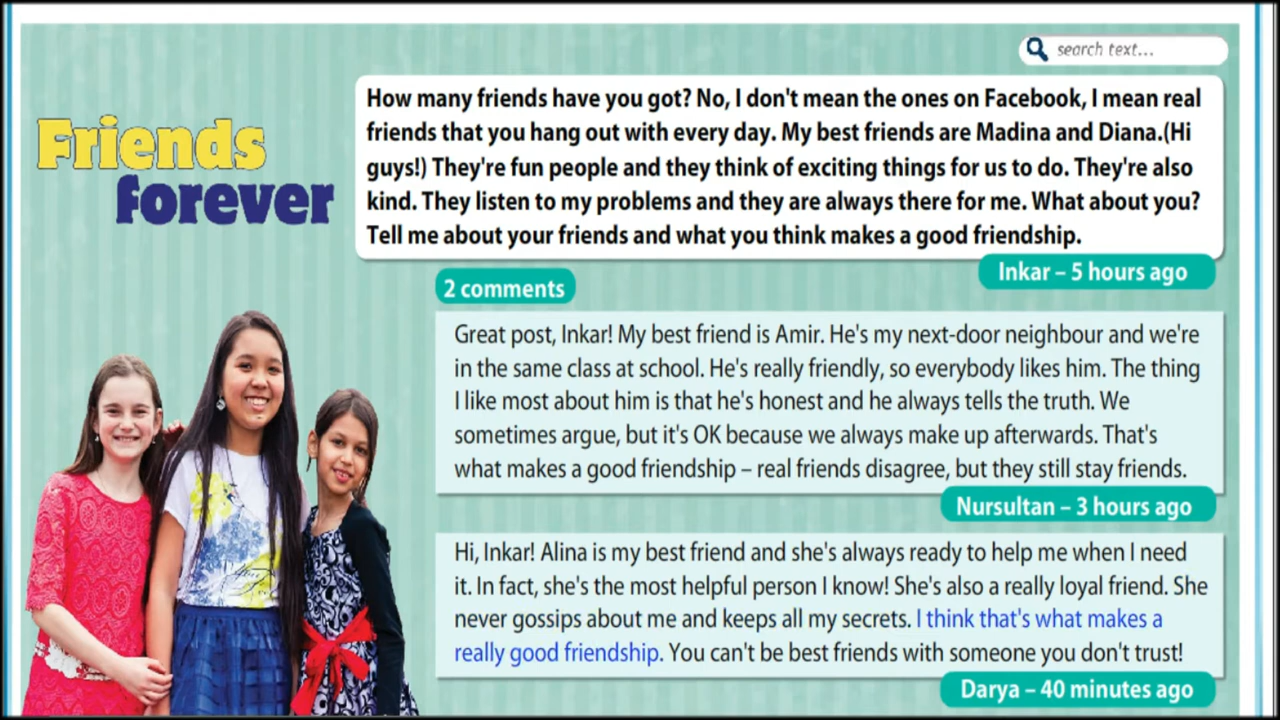 search text...
Friends
forever
How many friends have you got? No, I don't mean the ones on Facebook, I mean real
friends that you hang out with every day. My best friends are Madina and Diana.(Hi
guys!) They're fun people and they think of exciting things for us to do. They're also
kind. They listen to my problems and they are always there for me. What about you?
Tell me about your friends and what you think makes a good friendship.
Inkar – 5 hours ago
2 comments
Great post, Inkar! My best friend is Amir. He's my next-door neighbour and we're
in the same class at school. He's really friendly, so everybody likes him. The thing
I like most about him is that he's honest and he always tells the truth. We
sometimes argue, but it's OK because we always make up afterwards. That's
what makes a good friendship – real friends disagree, but they still stay friends.
Nursultan – 3 hours ago
Hi, Inkar! Alina is my best friend and she's always ready to help me when I need
it. In fact, she's the most helpful person I know! She's also a really loyal friend. She
never gossips about me and keeps all my secrets. I think that's what makes a
really good friendship. You can't be best friends with someone you don't trust!
Darya – 40 minutes ago